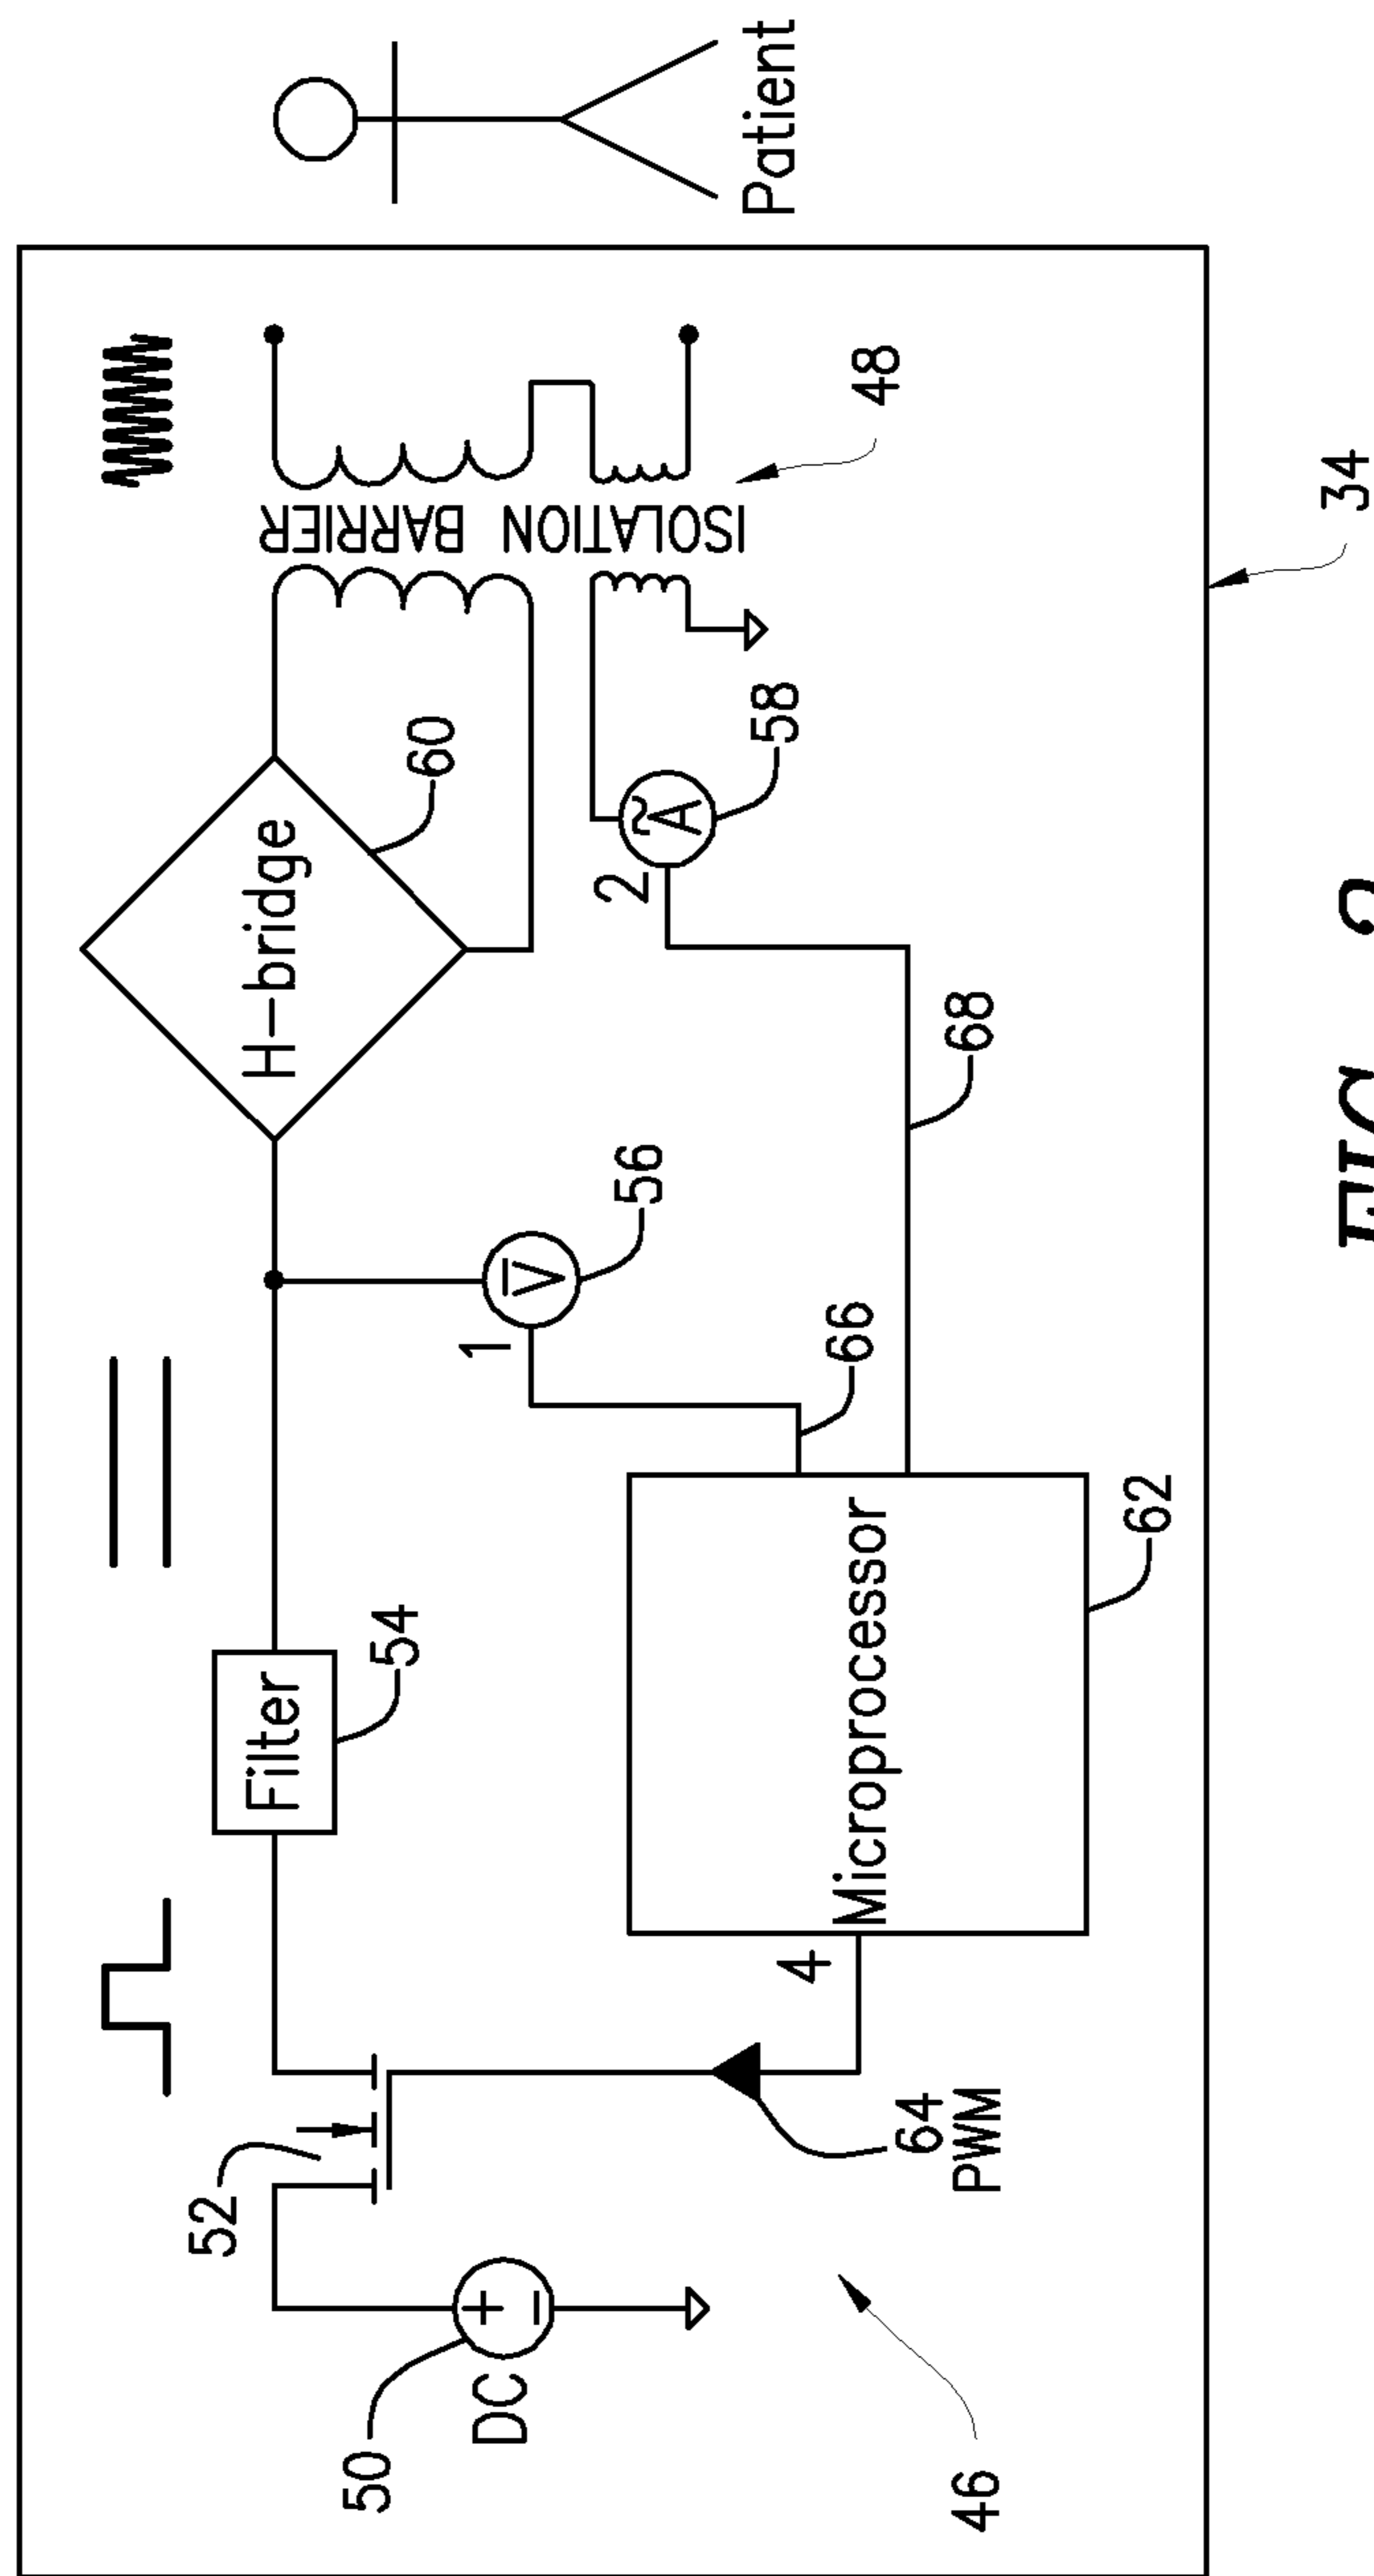 Patient
ISOLATION BARRIER
48
34
H-bridge
60
~
A
58
2
68
V
56
1
66
Filter
54
Microprocessor
62
4
64
PWM
52
+
−
DC
50
46